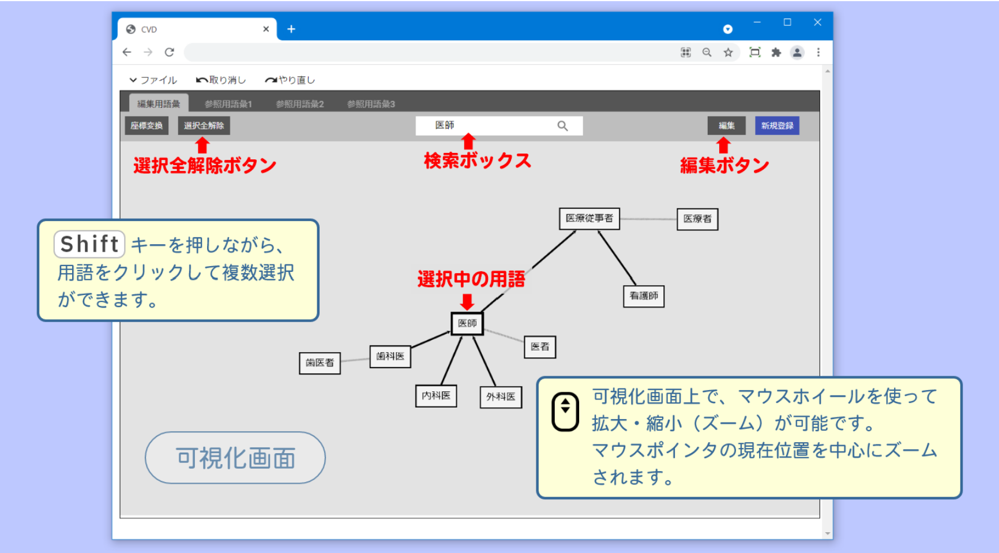 CVD
ファイル 取り消し やり直し
編集用語彙 参照用語彙1 参照用語彙2 参照用語彙3
座標変換 選択全解除 医師 編集 新規登録
選択全解除ボタン
検索ボックス
編集ボタン
医療従事者
医療者
Shift キーを押しながら、
用語をクリックして複数選択
ができます。
選択中の用語
看護師
医師
医者
歯科医
歯医者
内科医
外科医
可視化画面上で、マウスホイールを使って
拡大・縮小（ズーム）が可能です。
マウスポインタの現在位置を中心にズーム
されます。
可視化画面